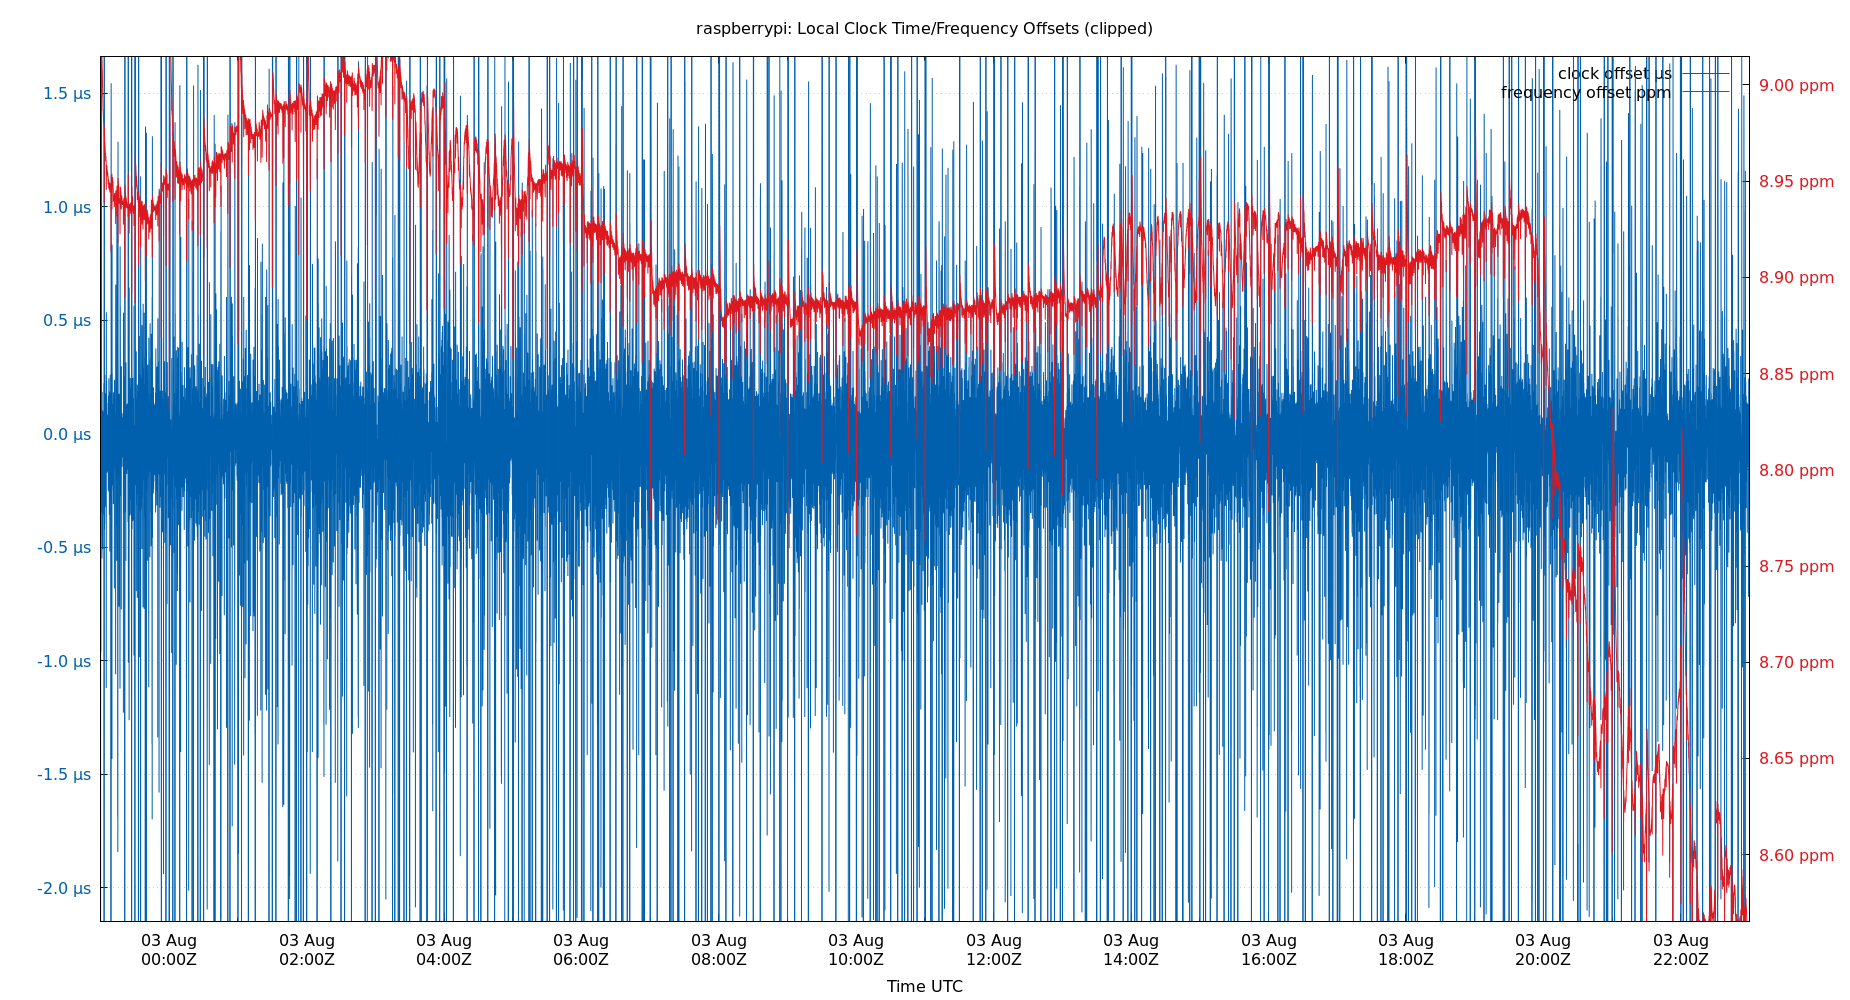 raspberrypi: Local Clock Time/Frequency Offsets (clipped)
clock offset µs
frequency offset ppm
1.5 µs
1.0 µs
0.5 µs
0.0 µs
-0.5 µs
-1.0 µs
-1.5 µs
-2.0 µs
9.00 ppm
8.95 ppm
8.90 ppm
8.85 ppm
8.80 ppm
8.75 ppm
8.70 ppm
8.65 ppm
8.60 ppm
03 Aug 03 Aug 03 Aug 03 Aug 03 Aug 03 Aug 03 Aug 03 Aug 03 Aug 03 Aug 03 Aug 03 Aug
00:00Z 02:00Z 04:00Z 06:00Z 08:00Z 10:00Z 12:00Z 14:00Z 16:00Z 18:00Z 20:00Z 22:00Z
Time UTC